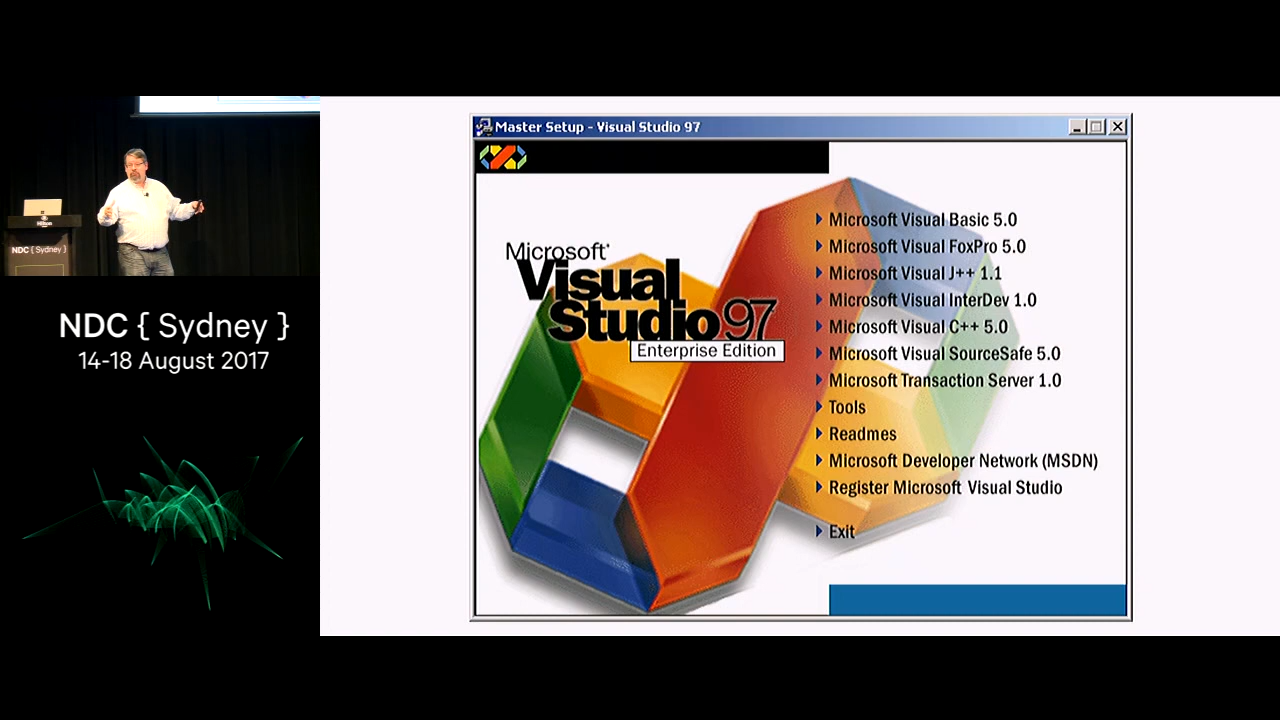 Hilton
NDC { Sydney }
NDC { Sydney }
14-18 August 2017
Master Setup - Visual Studio 97
Microsoft
Visual
Studio 97
Enterprise Edition
Microsoft Visual Basic 5.0
Microsoft Visual FoxPro 5.0
Microsoft Visual J++ 1.1
Microsoft Visual InterDev 1.0
Microsoft Visual C++ 5.0
Microsoft Visual SourceSafe 5.0
Microsoft Transaction Server 1.0
Tools
Readmes
Microsoft Developer Network (MSDN)
Register Microsoft Visual Studio
Exit